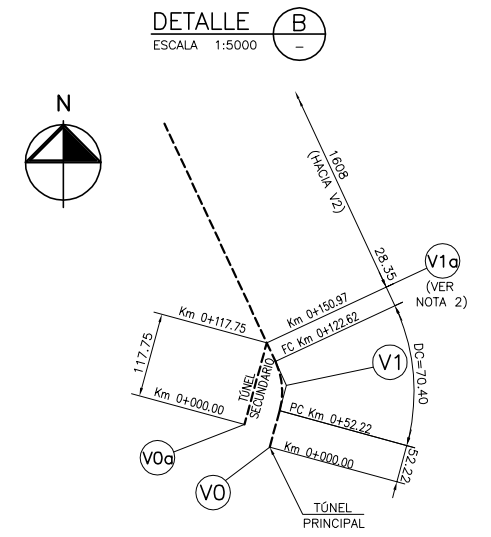 DETALLE
B
ESCALA 1:5000
-
N
1608
(HACIA V2)
28.35
V1a
(VER
NOTA 2)
Km 0+150.97
Km 0+117.75
FC Km 0+122.62
117.75
TÚNEL
SECUNDARIO
V1
DC=70.40
Km 0+000.00
PC Km 0+52.22
V0a
Km 0+000.00
52.22
V0
TÚNEL
PRINCIPAL